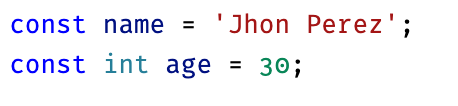 const name = 'Jhon Perez';
const int age = 30;